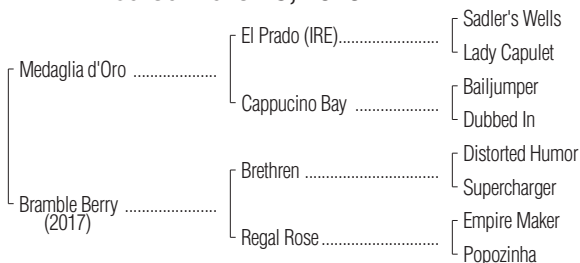 Sadler's Wells
El Prado (IRE)
Lady Capulet
Medaglia d'Oro
Bailjumper
Cappucino Bay
Dubbed In
Distorted Humor
Brethren
Supercharger
Bramble Berry
(2017)
Empire Maker
Regal Rose
Popozinha